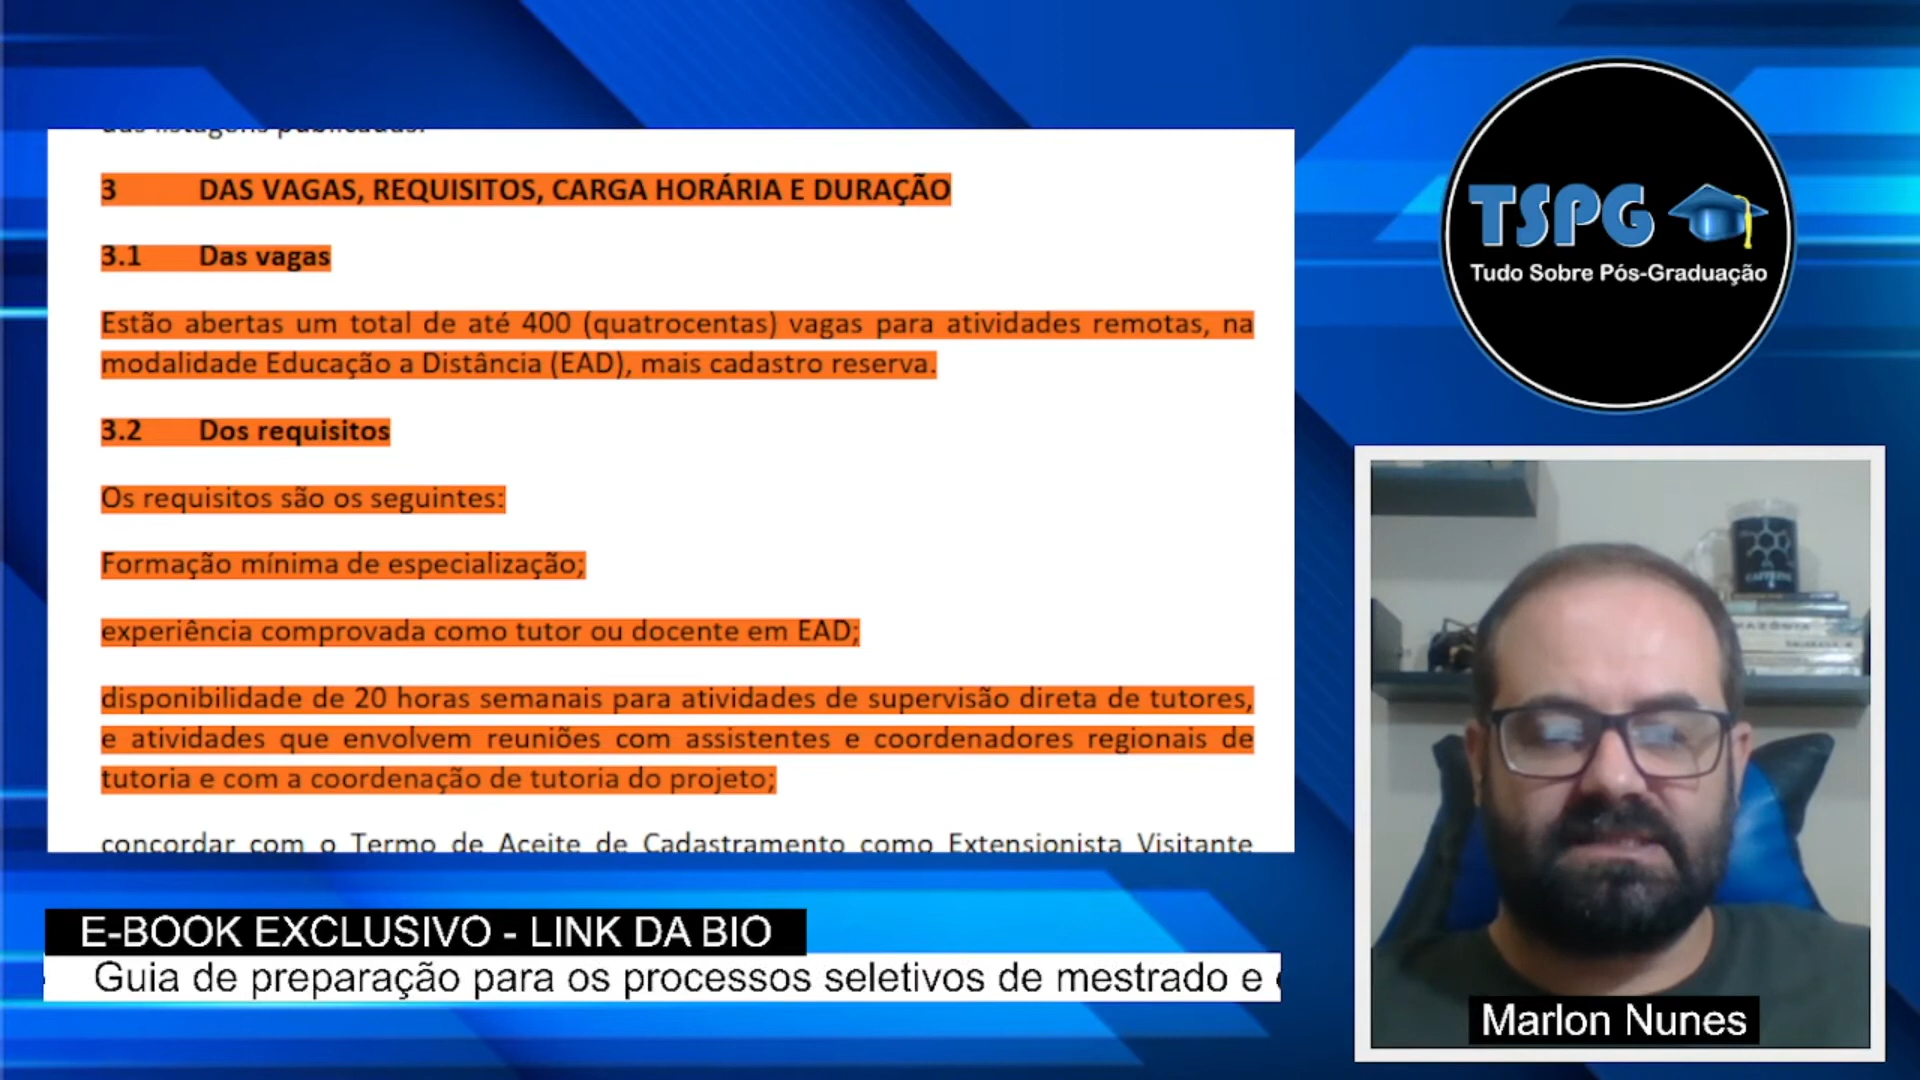 das listagens publicadas.
3 DAS VAGAS, REQUISITOS, CARGA HORÁRIA E DURAÇÃO
3.1 Das vagas
Estão abertas um total de até 400 (quatrocentas) vagas para atividades remotas, na
modalidade Educação a Distância (EAD), mais cadastro reserva.
3.2 Dos requisitos
Os requisitos são os seguintes:
Formação mínima de especialização;
experiência comprovada como tutor ou docente em EAD;
disponibilidade de 20 horas semanais para atividades de supervisão direta de tutores,
e atividades que envolvem reuniões com assistentes e coordenadores regionais de
tutoria e com a coordenação de tutoria do projeto;
concordar com o Termo de Aceite de Cadastramento como Extensionista Visitante
E-BOOK EXCLUSIVO - LINK DA BIO
Guia de preparação para os processos seletivos de mestrado e
TSPG
Tudo Sobre Pós-Graduação
CAFFEINE
Marlon Nunes